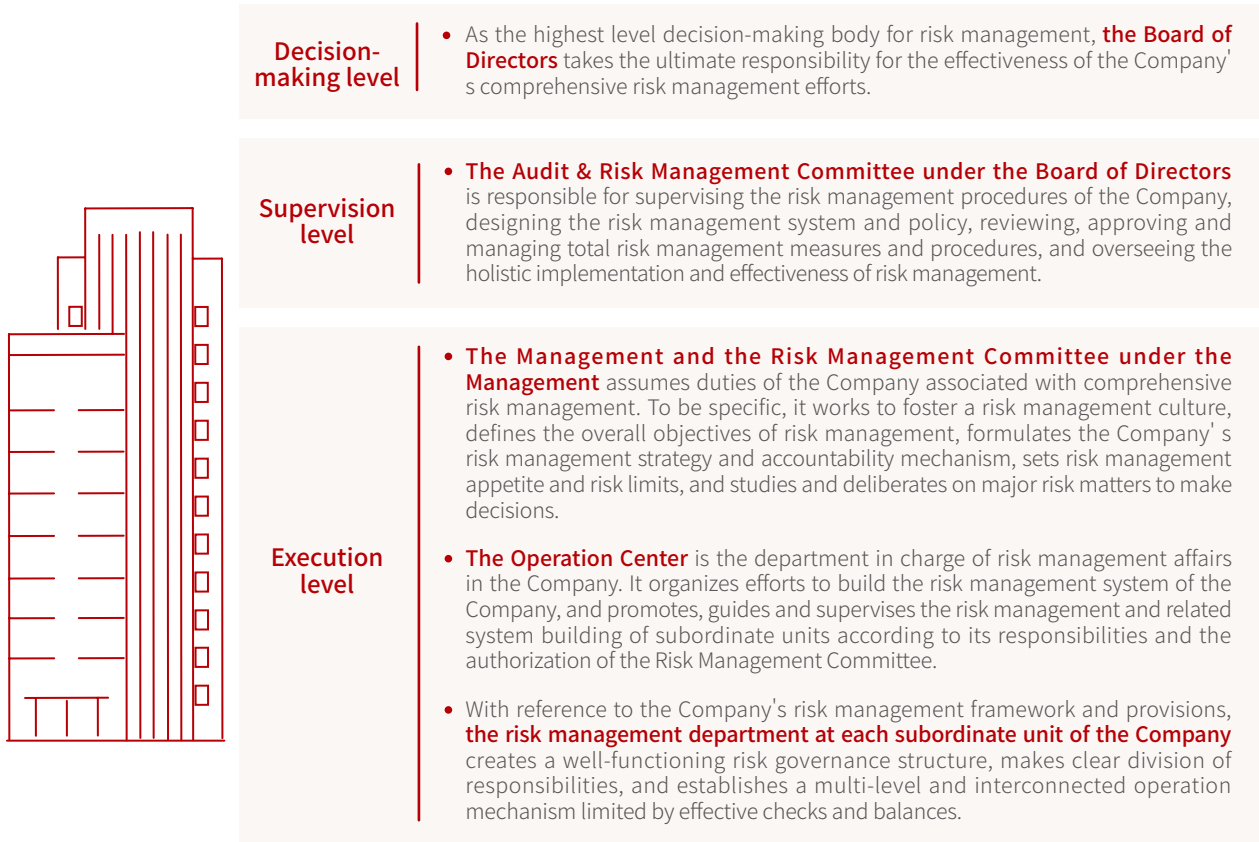 Decision-
making level
• As the highest level decision-making body for risk management, the Board of
Directors takes the ultimate responsibility for the effectiveness of the Company'
s comprehensive risk management efforts.
Supervision
level
• The Audit & Risk Management Committee under the Board of Directors
is responsible for supervising the risk management procedures of the Company,
designing the risk management system and policy, reviewing, approving and
managing total risk management measures and procedures, and overseeing the
holistic implementation and effectiveness of risk management.
Execution
level
• The Management and the Risk Management Committee under the
Management assumes duties of the Company associated with comprehensive
risk management. To be specific, it works to foster a risk management culture,
defines the overall objectives of risk management, formulates the Company' s
risk management strategy and accountability mechanism, sets risk management
appetite and risk limits, and studies and deliberates on major risk matters to make
decisions.
• The Operation Center is the department in charge of risk management affairs
in the Company. It organizes efforts to build the risk management system of the
Company, and promotes, guides and supervises the risk management and related
system building of subordinate units according to its responsibilities and the
authorization of the Risk Management Committee.
• With reference to the Company's risk management framework and provisions,
the risk management department at each subordinate unit of the Company
creates a well-functioning risk governance structure, makes clear division of
responsibilities, and establishes a multi-level and interconnected operation
mechanism limited by effective checks and balances.